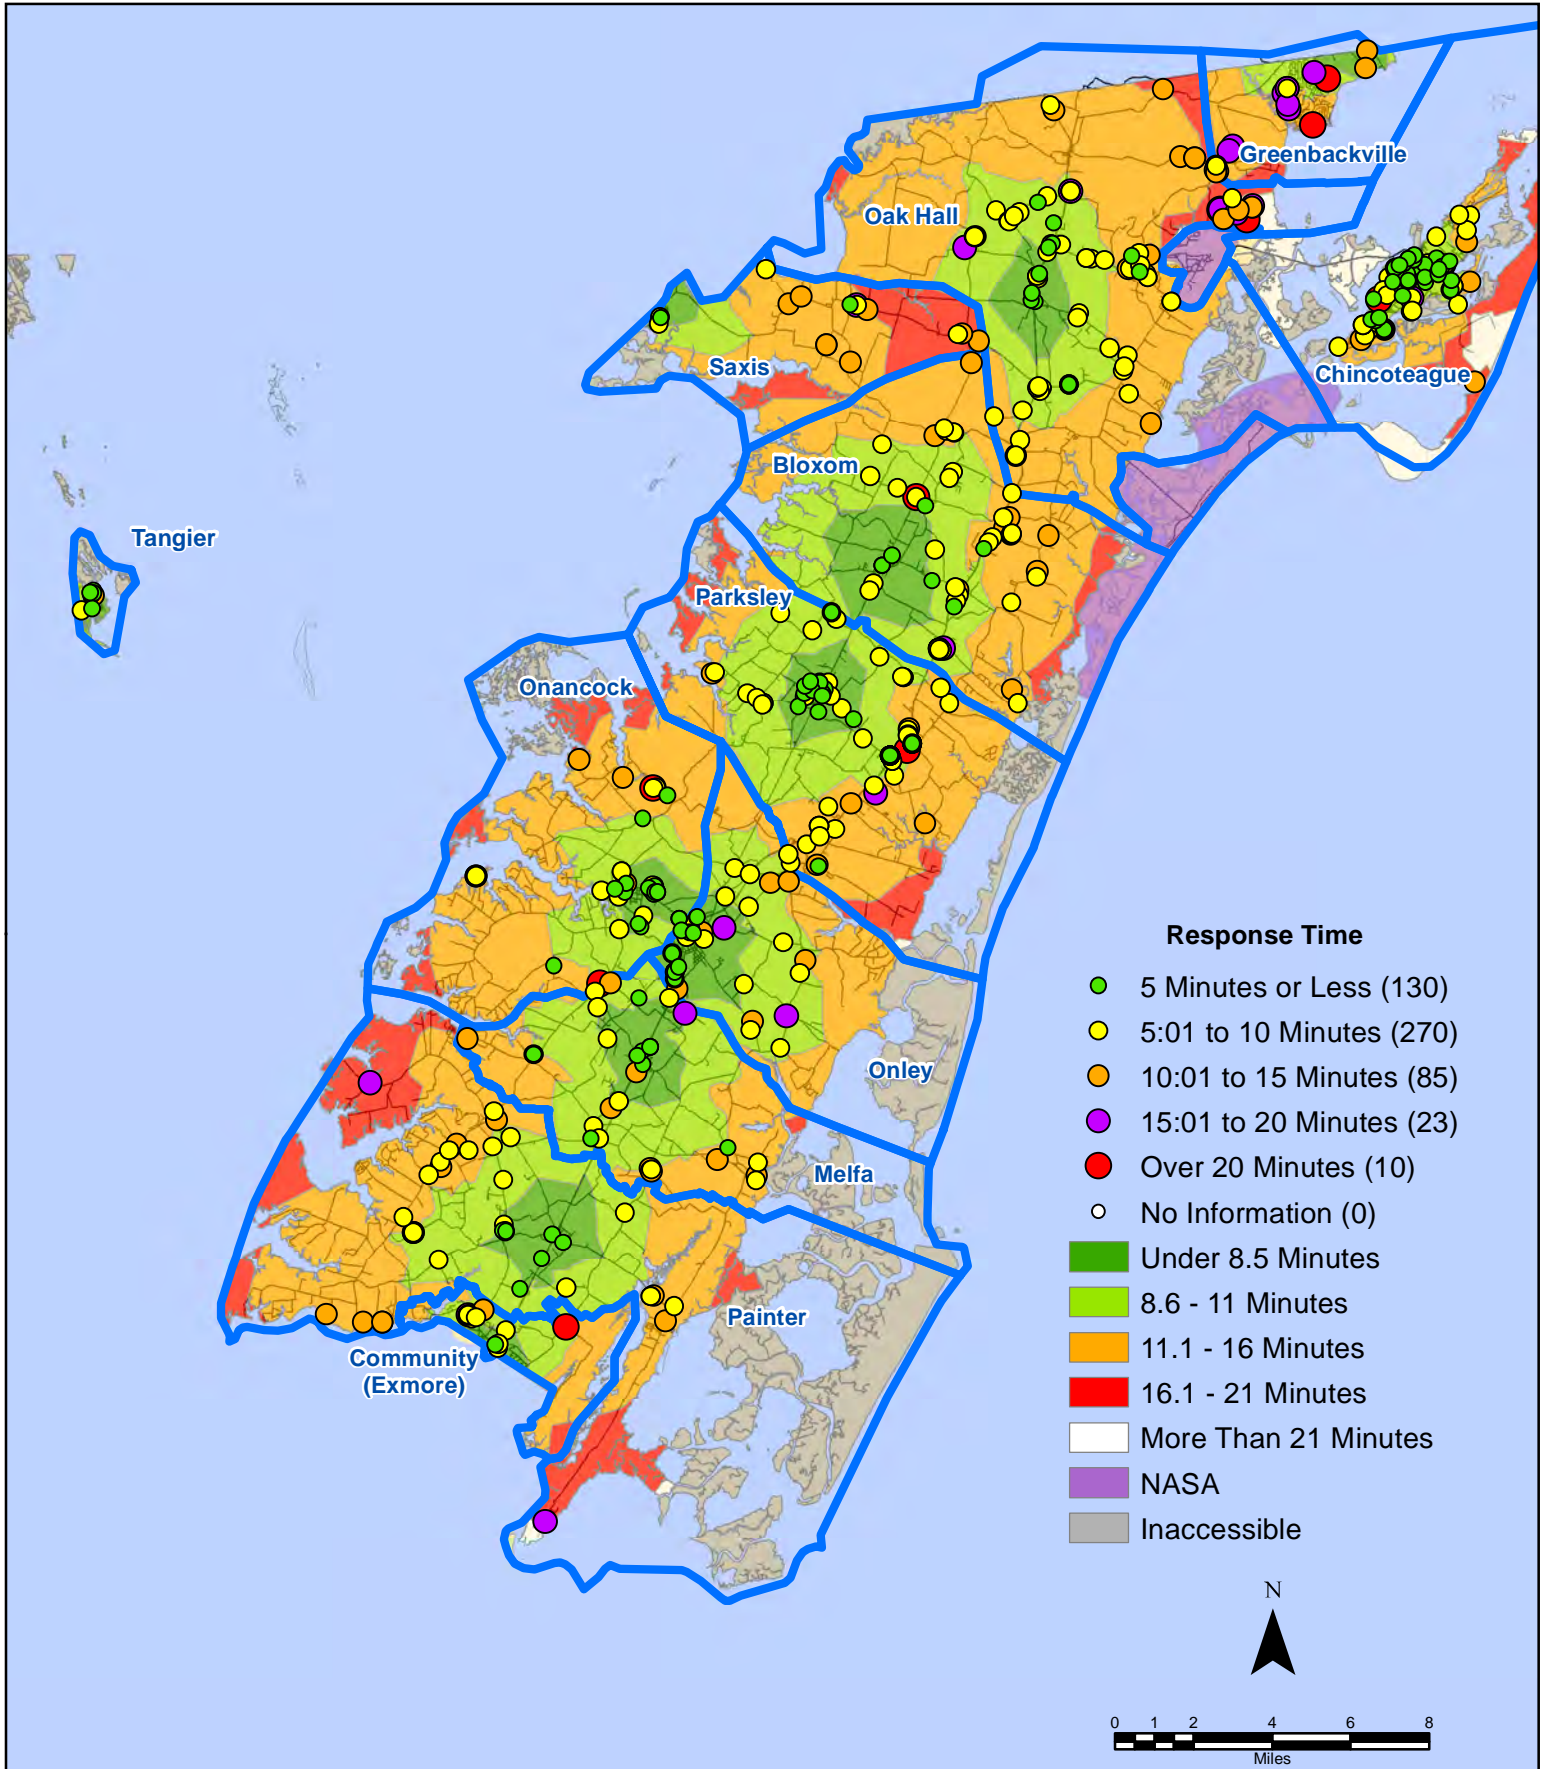 Greenbackville
Oak Hall
Saxis
Chincoteague
Bloxom
Tangier
Parksley
Onancock
Onley
Melfa
Painter
Community
(Exmore)
Response Time
5 Minutes or Less (130)
5:01 to 10 Minutes (270)
10:01 to 15 Minutes (85)
15:01 to 20 Minutes (23)
Over 20 Minutes (10)
No Information (0)
Under 8.5 Minutes
8.6 - 11 Minutes
11.1 - 16 Minutes
16.1 - 21 Minutes
More Than 21 Minutes
NASA
Inaccessible
N
0 1 2 4 6 8
Miles